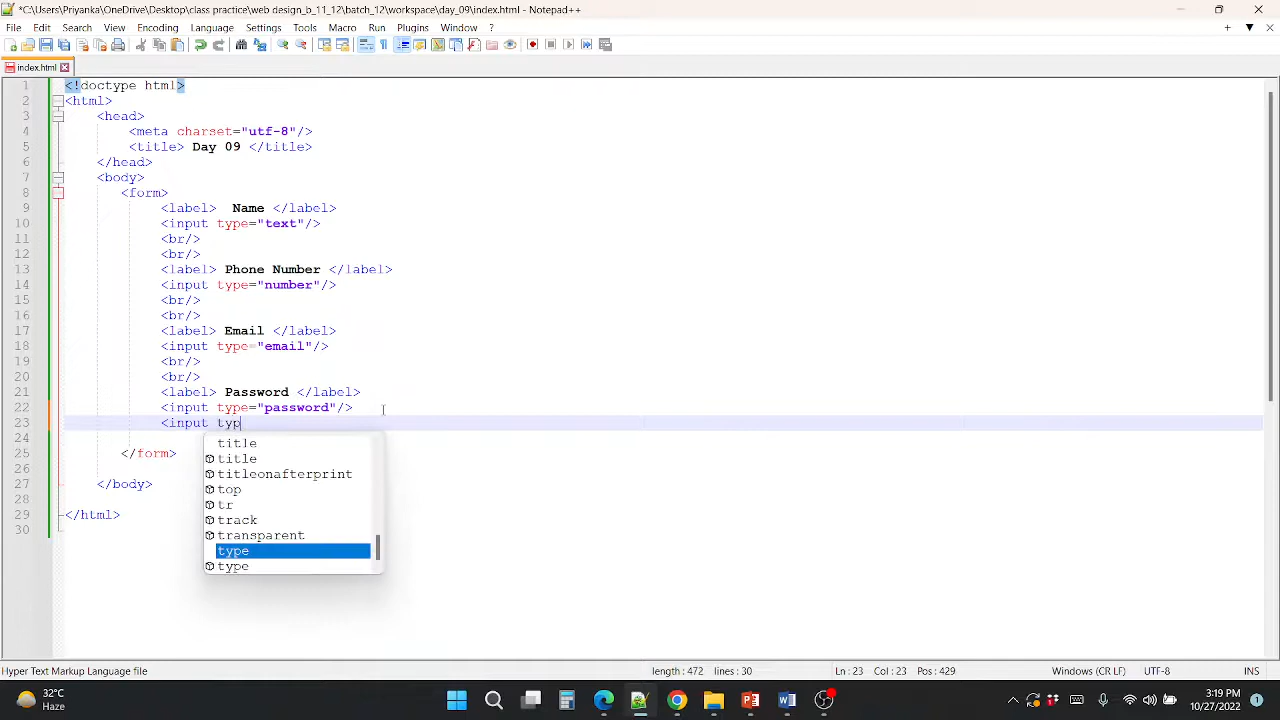 *C:\Users\Priyanka\OneDrive\Desktop\class practice\web design_b_11_12\batch_12\workspace\day_09\index.html - Notepad++
File Edit Search View Encoding Language Settings Tools Macro Run Plugins Window ?
index.html
1 <!doctype html>
2 <html>
3 <head>
4 <meta charset="utf-8"/>
5 <title> Day 09 </title>
6 </head>
7 <body>
8 <form>
9 <label>  Name </label>
10 <input type="text"/>
11 <br/>
12 <br/>
13 <label> Phone Number </label>
14 <input type="number"/>
15 <br/>
16 <br/>
17 <label> Email </label>
18 <input type="email"/>
19 <br/>
20 <br/>
21 <label> Password </label>
22 <input type="password"/>
23 <input typ
24
title
25 </form>
title
26
titleonafterprint
27 </body>
top
28
tr
29 </html>
track
30
transparent
type
type
Hyper Text Markup Language file length : 472 lines : 30 Ln : 23 Col : 23 Pos : 429 Windows (CR LF) UTF-8 INS
32°C
Haze
3:19 PM
10/27/2022